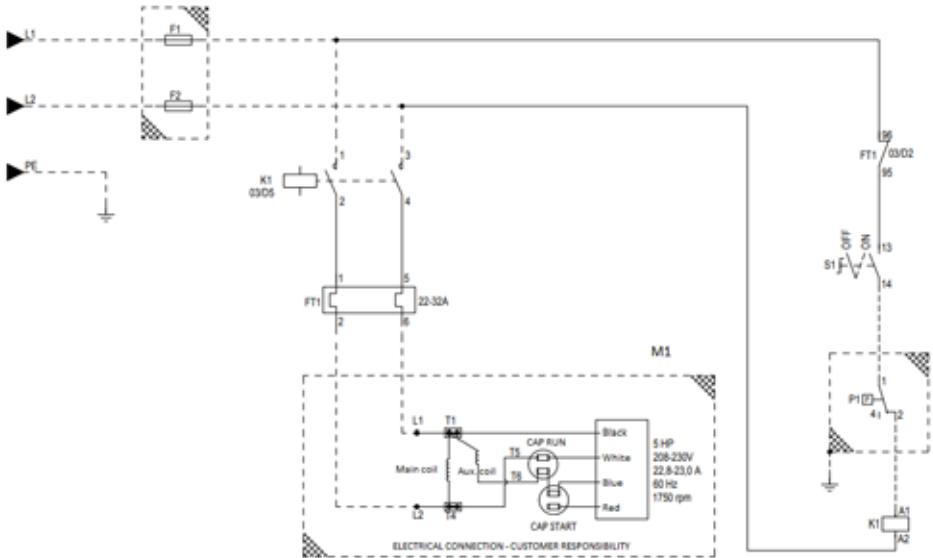 L1
F1
L2
F2
PE
K1
03/D5
1
3
2
4
FT1
1
5
22-32A
2
6
96
FT1
03/D2
95
S1
OFF
ON
13
14
P1
P
1
4
2
K1
A1
A2
M1
L1
T1
Main coil
Aux. coil
T5
T6
CAP RUN
CAP START
L2
T4
Black
White
Blue
Red
5 HP
208-230V
22,8-23,0 A
60 Hz
1750 rpm
ELECTRICAL CONNECTION - CUSTOMER RESPONSIBILITY